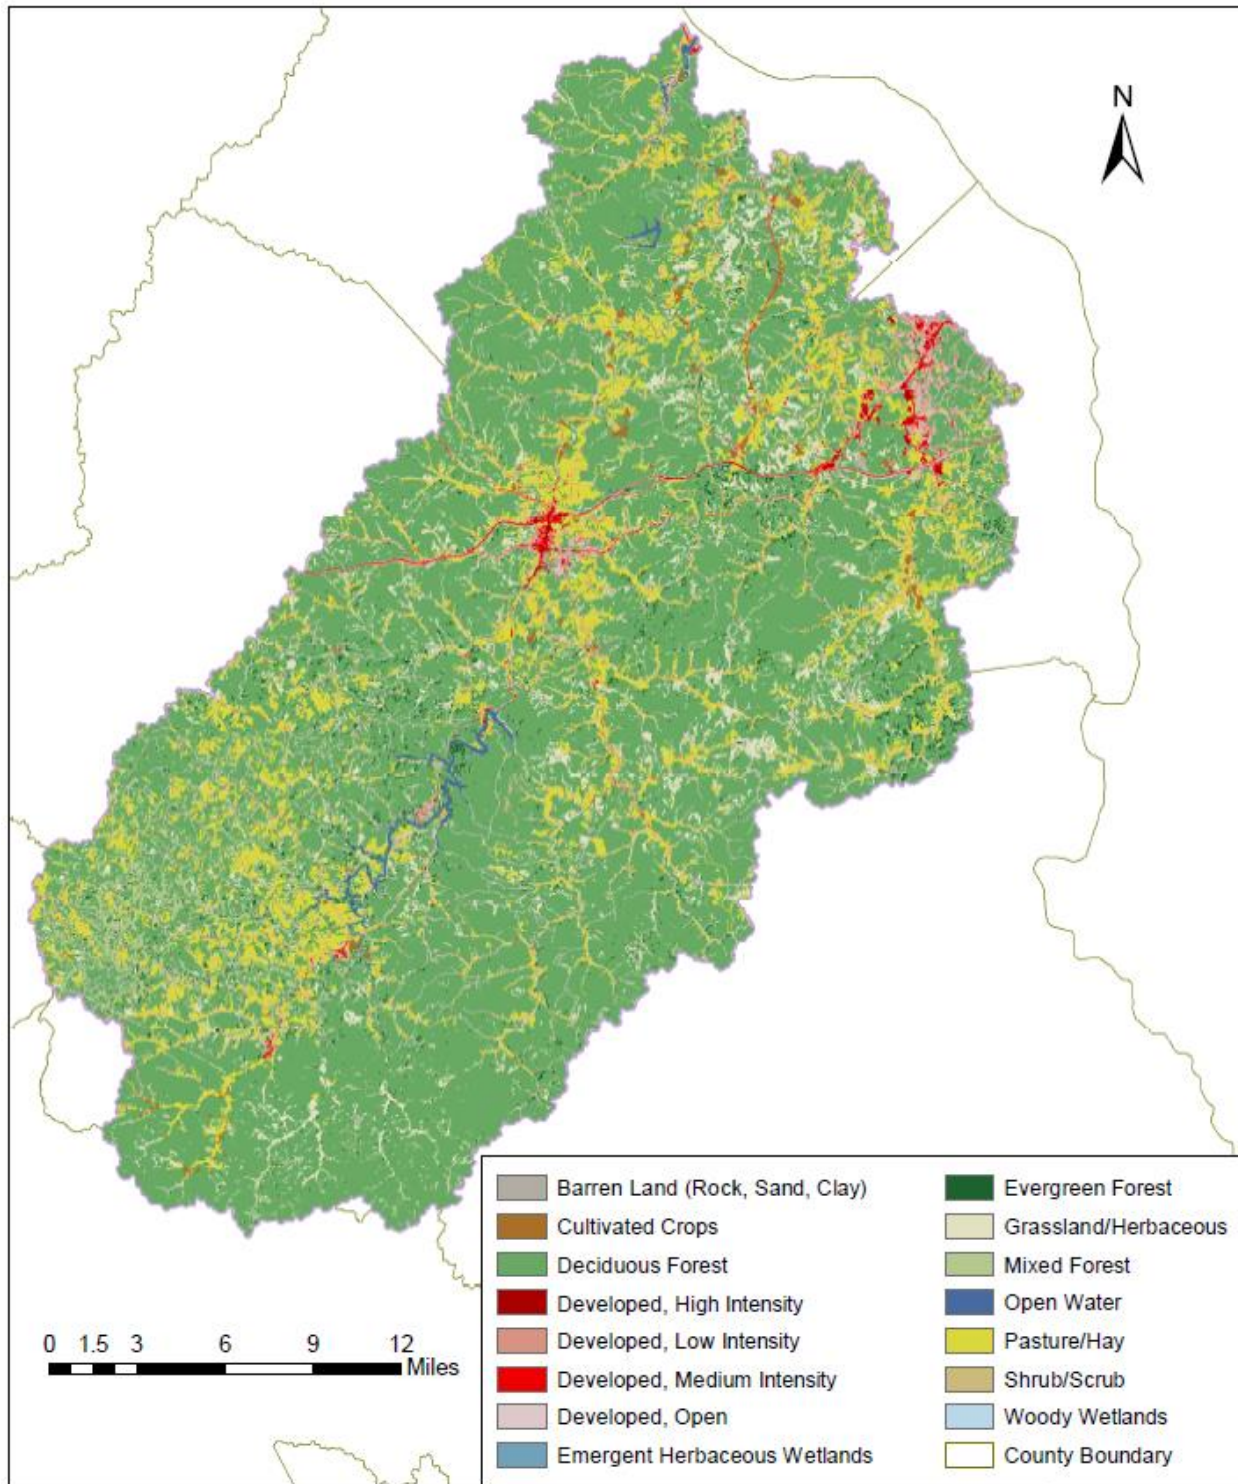 N
Barren Land (Rock, Sand, Clay)
Cultivated Crops
Deciduous Forest
Developed, High Intensity
Developed, Low Intensity
Developed, Medium Intensity
Developed, Open
Emergent Herbaceous Wetlands
Evergreen Forest
Grassland/Herbaceous
Mixed Forest
Open Water
Pasture/Hay
Shrub/Scrub
Woody Wetlands
County Boundary
0 1.5 3 6 9 12
Miles